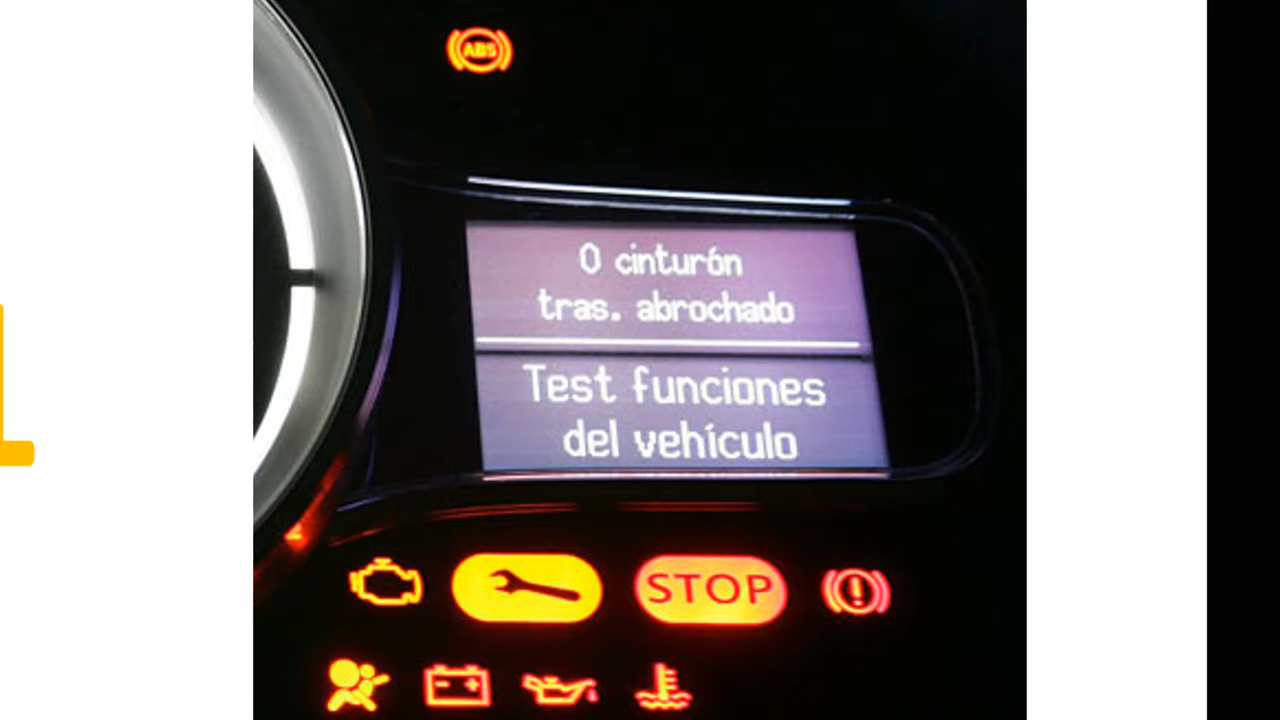 ABS
0 cinturón
tras. abrochado
Test funciones
del vehículo
STOP